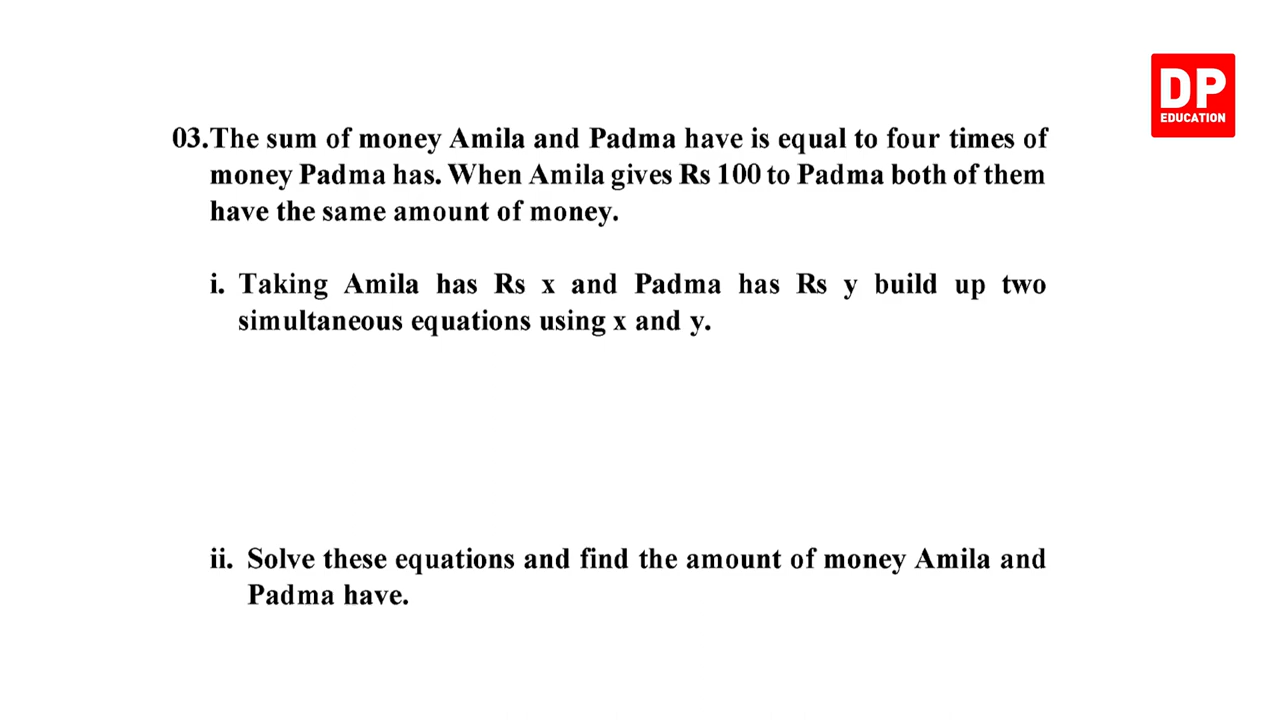 DP
EDUCATION
03.The sum of money Amila and Padma have is equal to four times of
money Padma has. When Amila gives Rs 100 to Padma both of them
have the same amount of money.
i. Taking Amila has Rs x and Padma has Rs y build up two
simultaneous equations using x and y.
ii. Solve these equations and find the amount of money Amila and
Padma have.